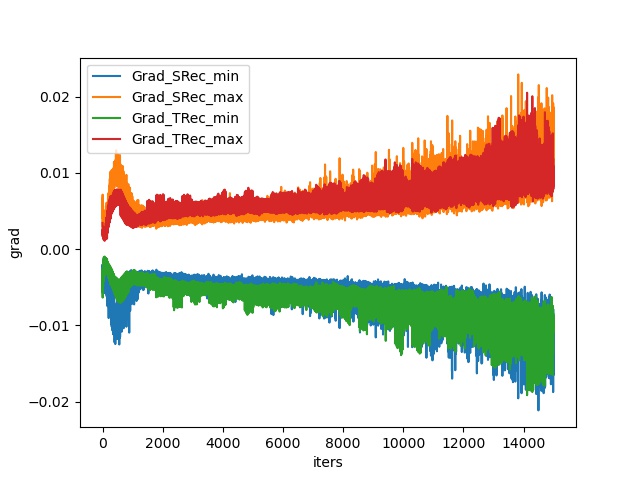 Grad_SRec_min
Grad_SRec_max
Grad_TRec_min
Grad_TRec_max
0.02
0.01
0.00
−0.01
−0.02
grad
0 2000 4000 6000 8000 10000 12000 14000
iters